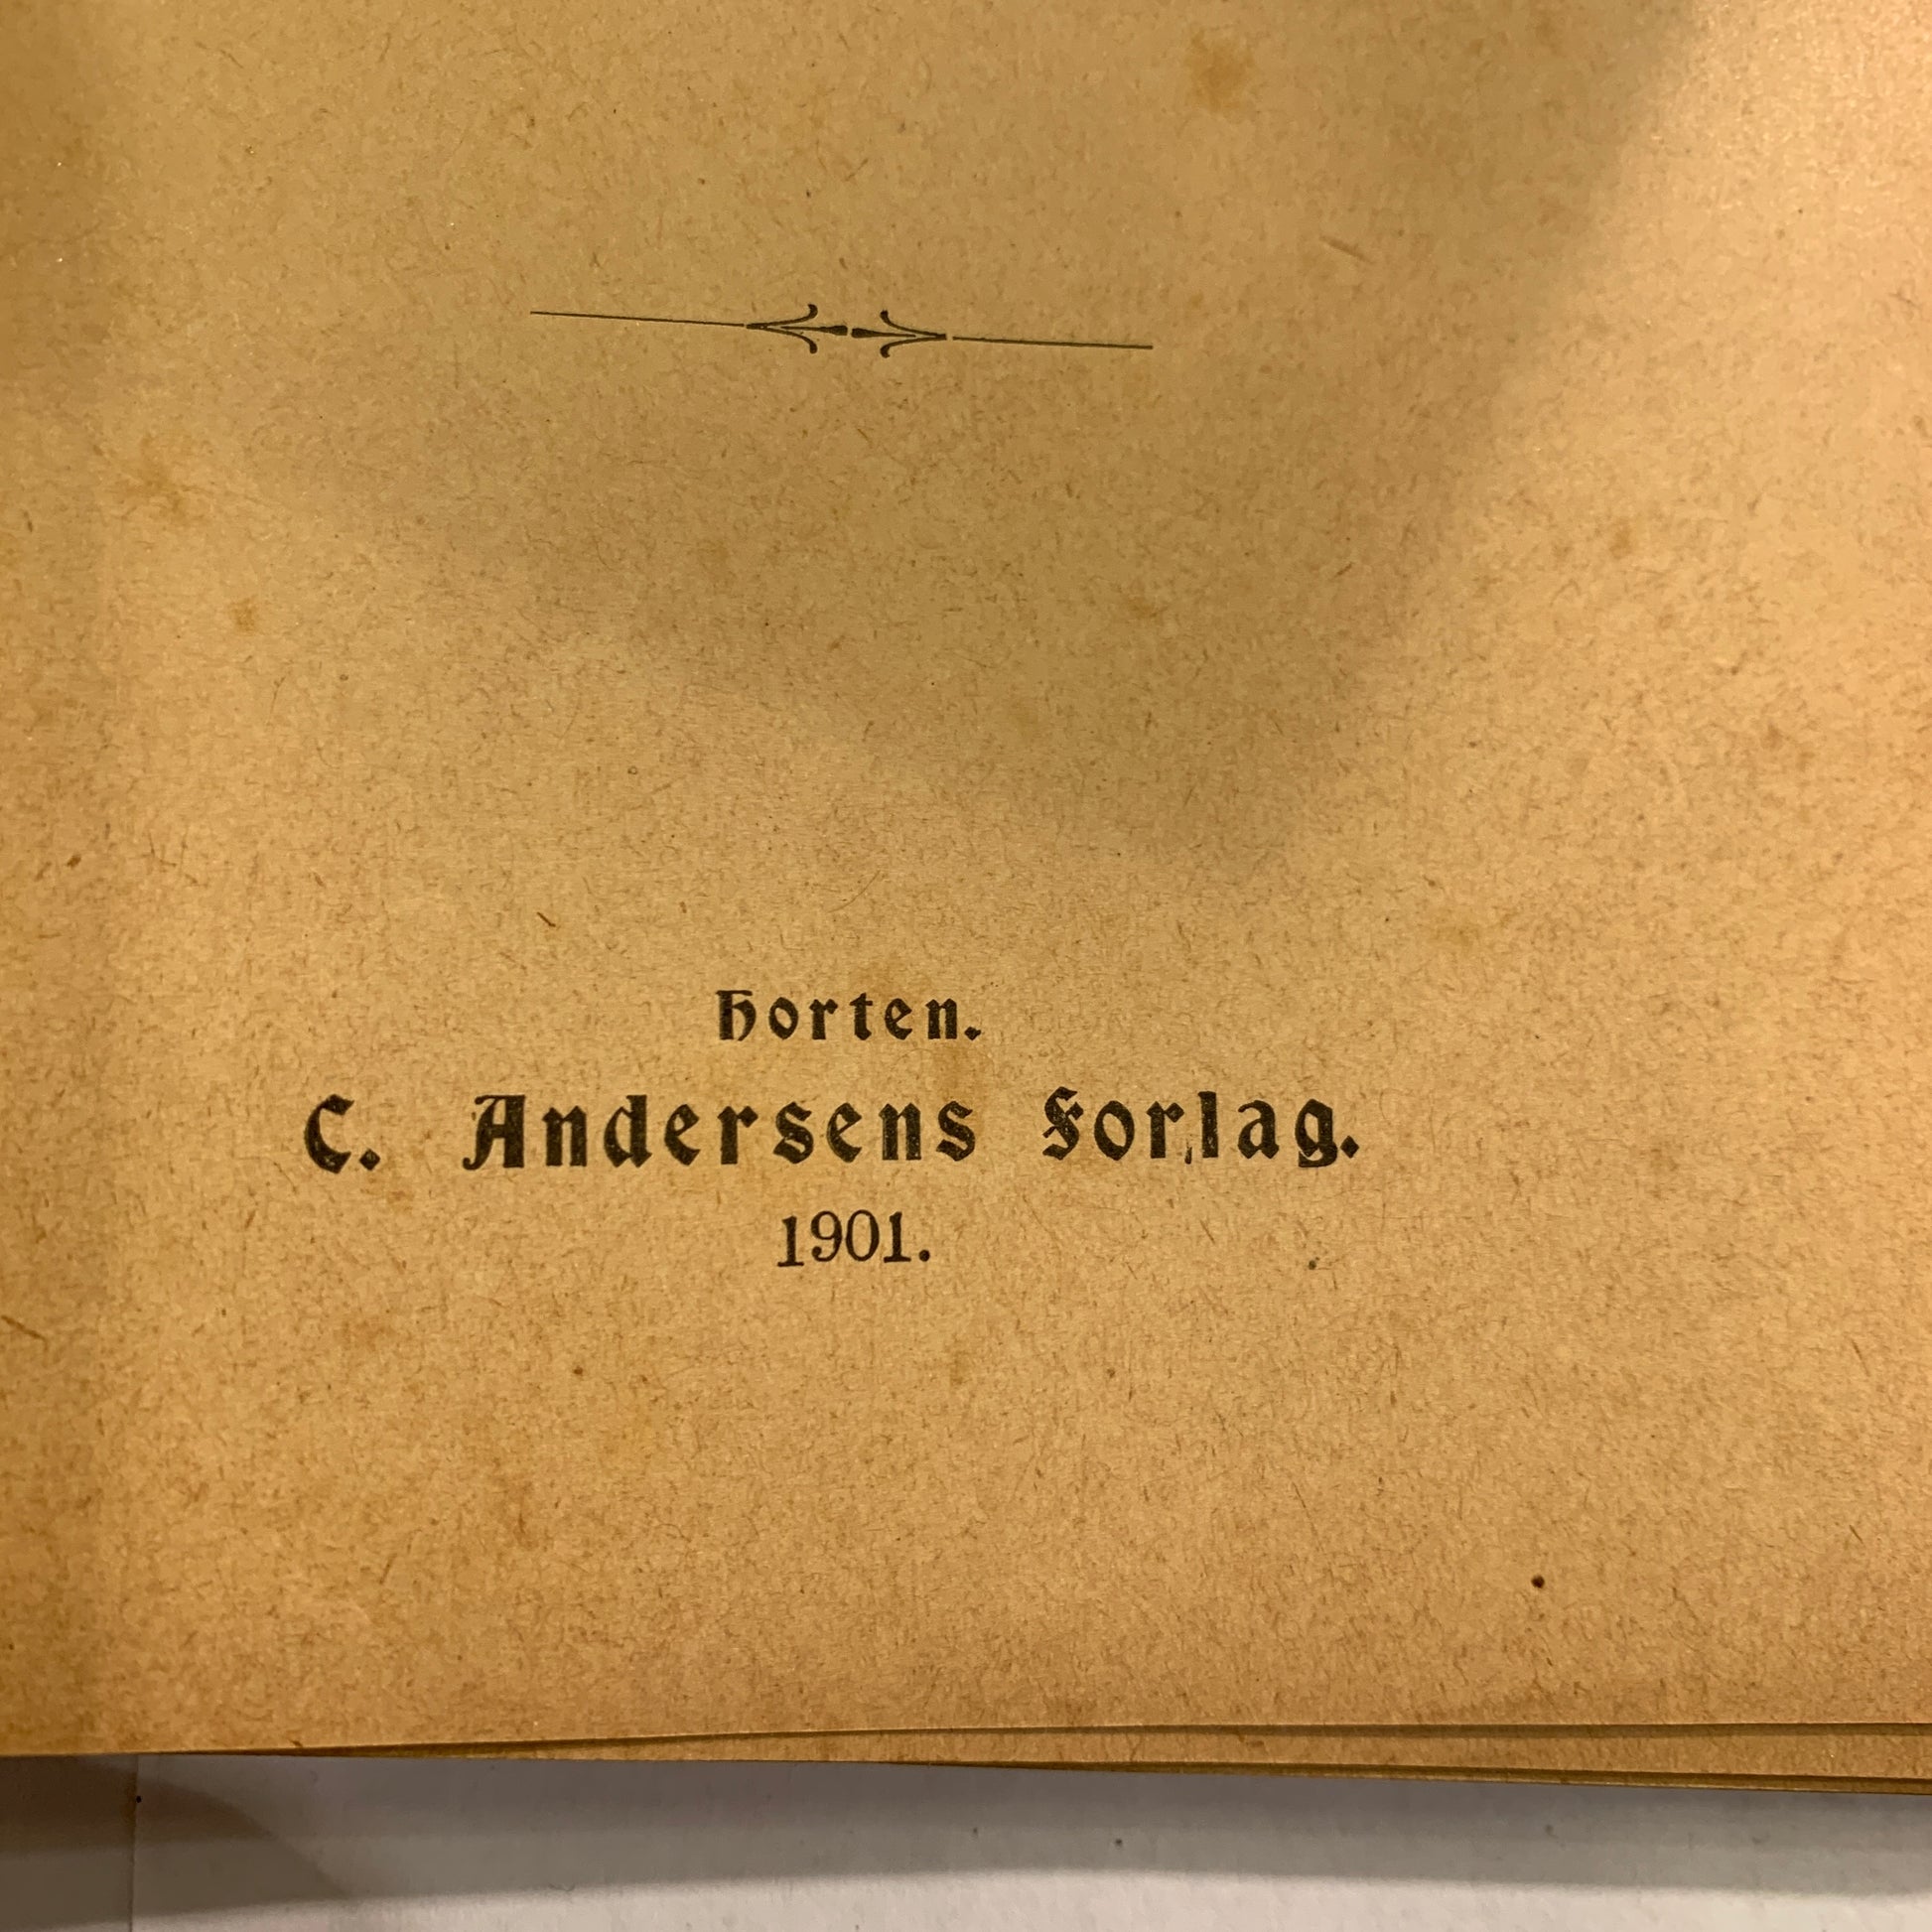 Horten.
C. Andersens Forlag.
1901.